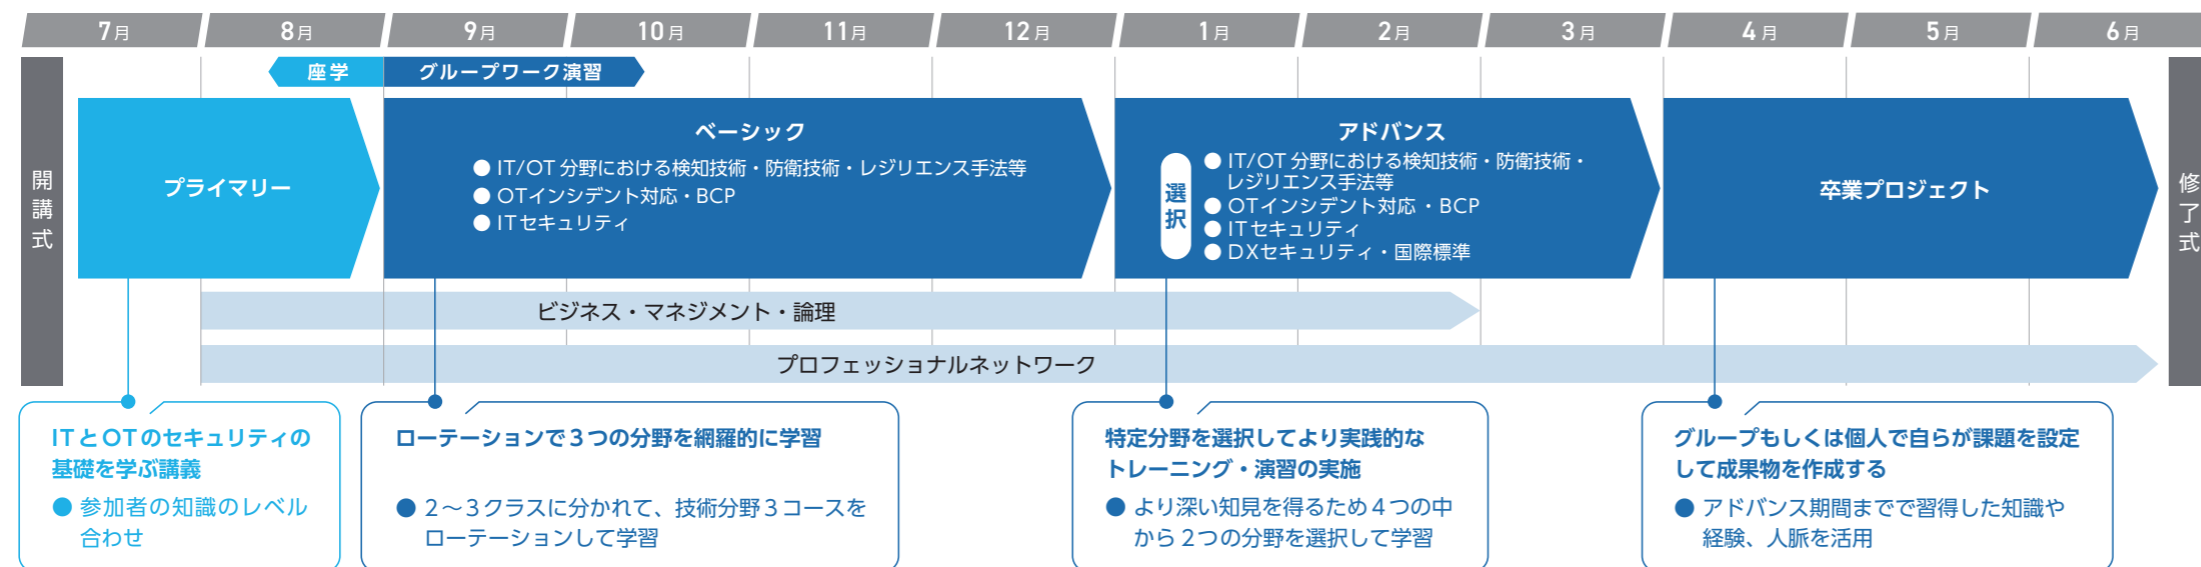 7月 8月 9月 10月 11月 12月 1月 2月 3月 4月 5月 6月
座学 グループワーク演習
開講式
プライマリー
ベーシック
● IT/OT 分野における検知技術・防衛技術・レジリエンス手法等
● OTインシデント対応・BCP
● ITセキュリティ
アドバンス
選択
● IT/OT 分野における検知技術・防衛技術・
レジリエンス手法等
● OTインシデント対応・BCP
● ITセキュリティ
● DXセキュリティ・国際標準
卒業プロジェクト
修了式
ビジネス・マネジメント・論理
プロフェッショナルネットワーク
ITとOTのセキュリティの
基礎を学ぶ講義
● 参加者の知識のレベル
合わせ
ローテーションで3つの分野を網羅的に学習
● 2～3クラスに分かれて、技術分野3コースを
ローテーションして学習
特定分野を選択してより実践的な
トレーニング・演習の実施
● より深い知見を得るため4つの中
から2つの分野を選択して学習
グループもしくは個人で自らが課題を設定
して成果物を作成する
● アドバンス期間までで習得した知識や
経験、人脈を活用